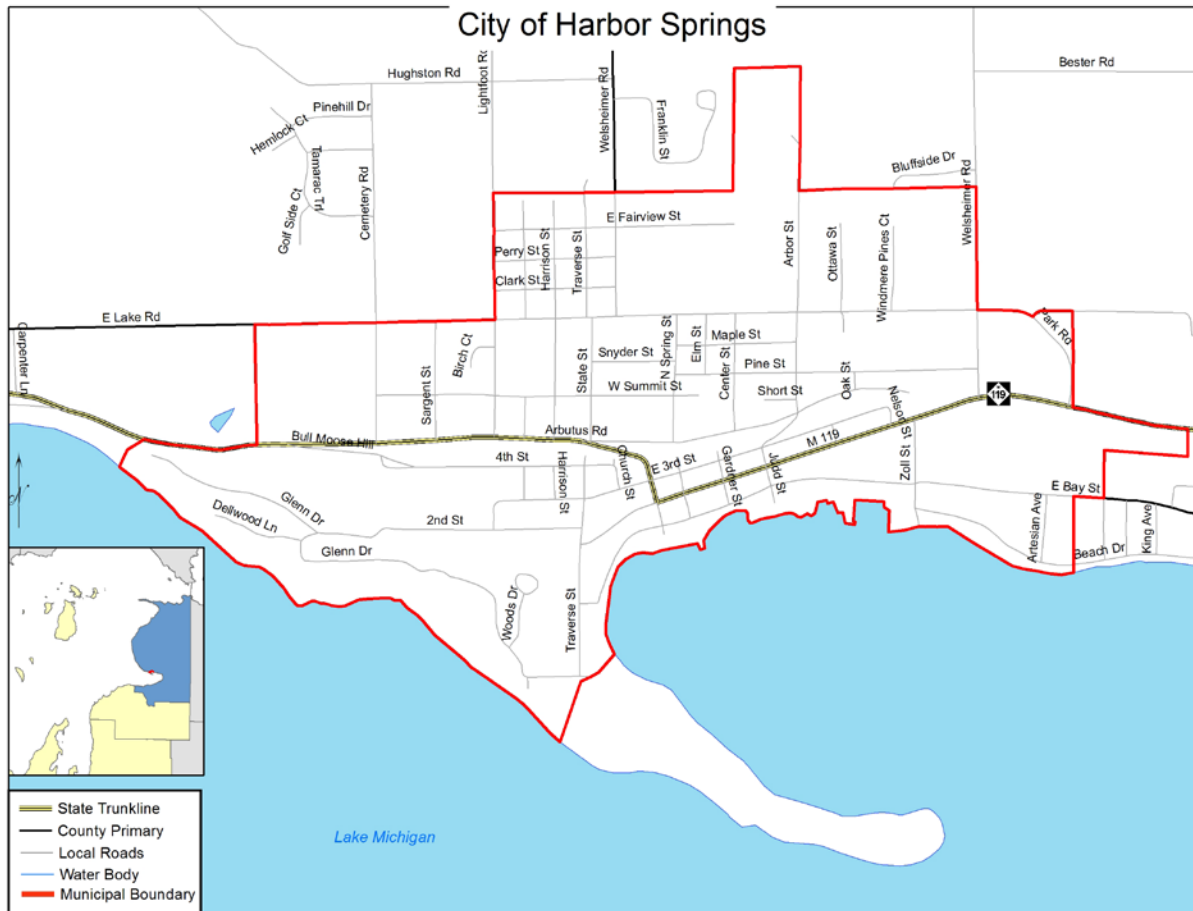 City of Harbor Springs
Hughston Rd
Lightfoot Rd
Welsheimer Rd
Franklin St
Bester Rd
Pinehill Dr
Hemlock Ct
Tamarac Trl
Golf Side Ct
Cemetery Rd
Bluffside Dr
Welsheimer Rd
E Fairview St
Perry St
Harrison St
Traverse St
Clark St
Arbor St
Ottawa St
Windmere Pines Ct
E Lake Rd
Carpenter Ln
Park Rd
Sargent St
Birch Ct
State St
Snyder St
N Spring St
Elm St
Maple St
Center St
Pine St
W Summit St
Short St
Oak St
Nelson St
119
Bull Moose Hill
Arbutus Rd
M 119
4th St
Harrison St
Church St
E 3rd St
Gardner St
Judd St
Zoll St
E Bay St
Glenn Dr
Dellwood Ln
2nd St
Glenn Dr
Artesian Ave
Beach Dr
King Ave
Woods Dr
Traverse St
N
Lake Michigan
State Trunkline
County Primary
Local Roads
Water Body
Municipal Boundary